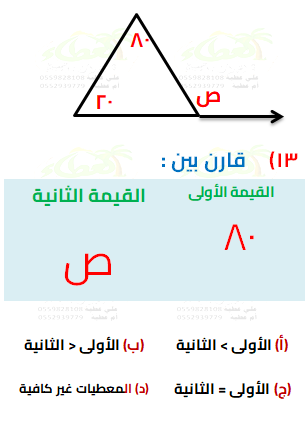 ٨٠
٢٠
ص
١٣) قارن بين :
القيمة الأولى
القيمة الثانية
٨٠
ص
(أ) الأولى > الثانية
(ب) الأولى < الثانية
(ج) الأولى = الثانية
(د) المعطيات غير كافية